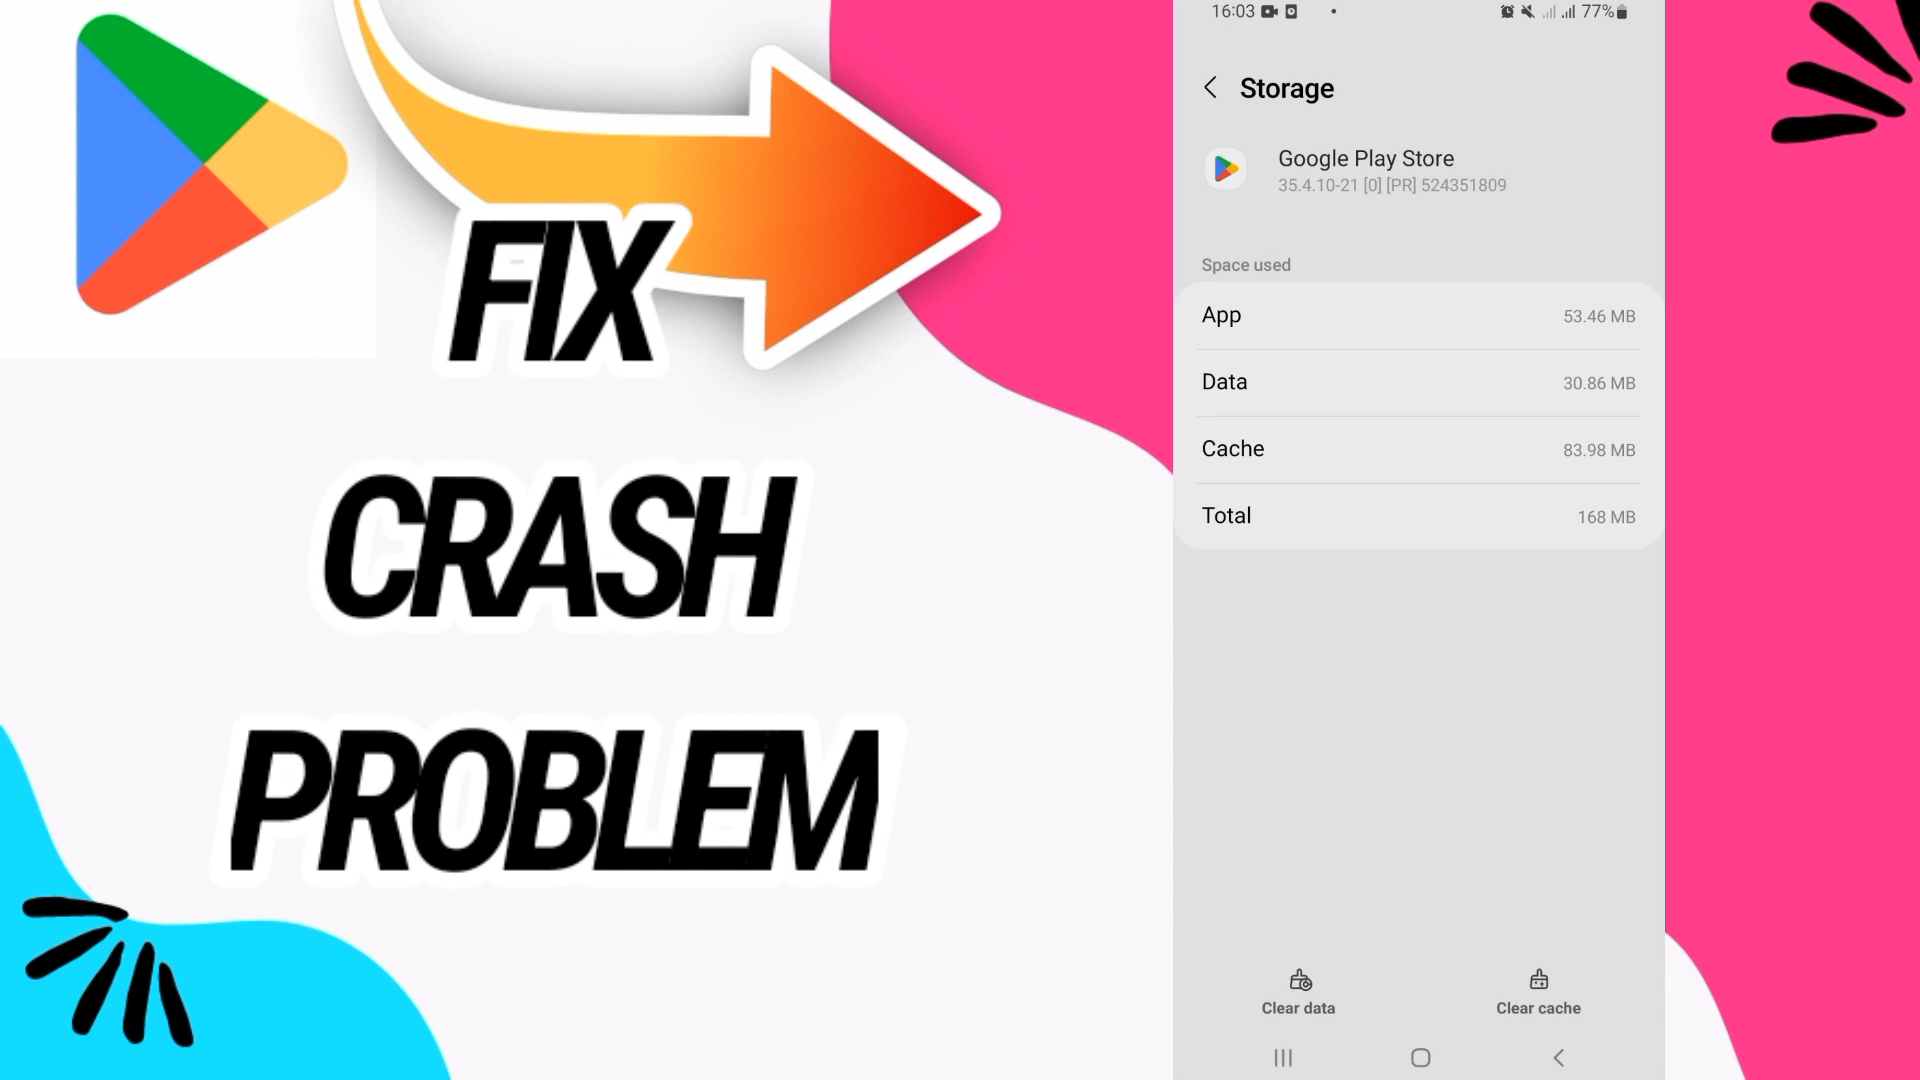 FIX
CRASH
PROBLEM
16:03
77%
Storage
Google Play Store
35.4.10-21 [0] [PR] 524351809
Space used
App 53.46 MB
Data 30.86 MB
Cache 83.98 MB
Total 168 MB
Clear data Clear cache